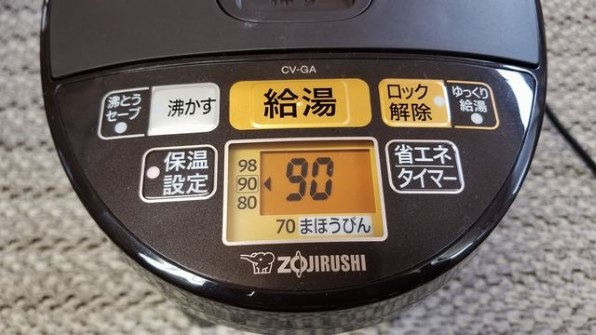 CV-GA
沸とう
セーブ
沸かす
給湯
ロック
解除
ゆっくり
給湯
保温
設定
98
90
80
90
70 まほうびん
省エネ
タイマー
ZOJIRUSHI